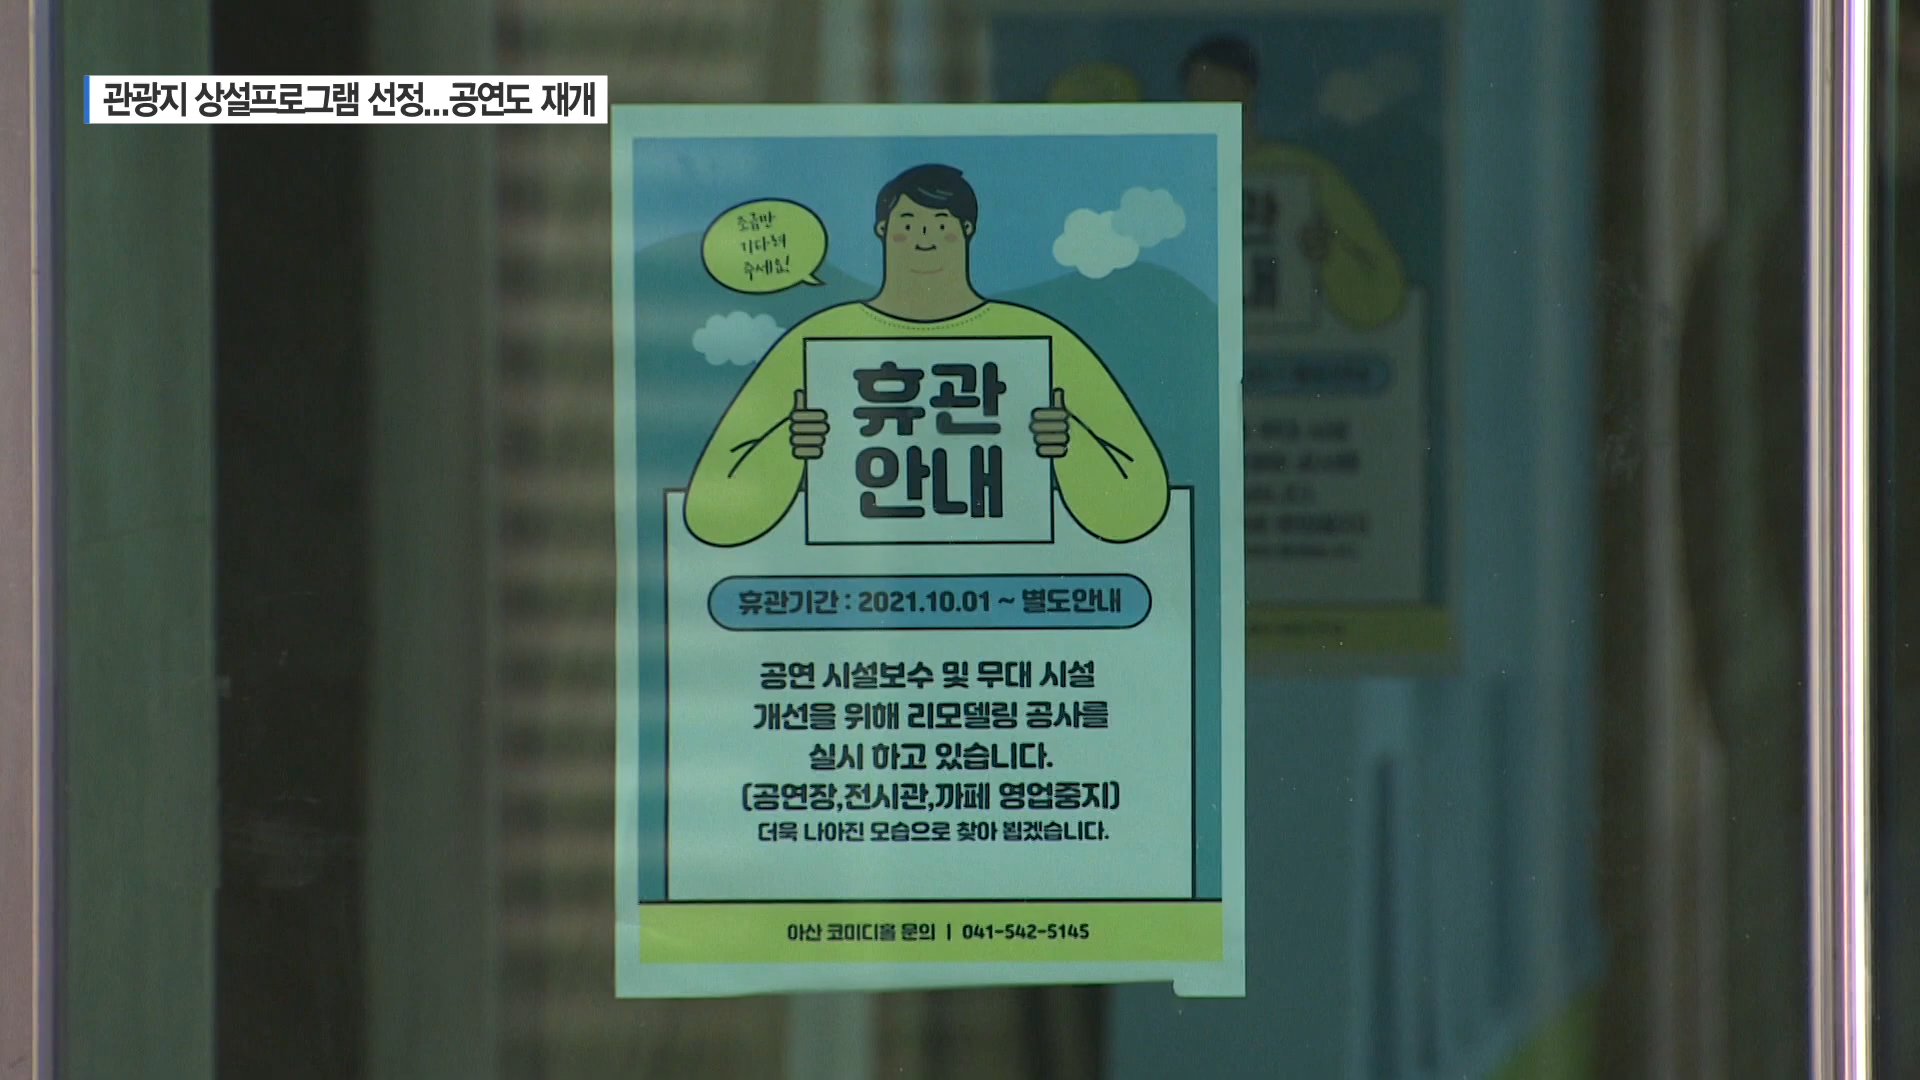 관광지 상설프로그램 선정...공연도 재개
조금만
기다려
주세요!
휴관
안내
휴관기간 : 2021.10.01 ~ 별도안내
공연 시설보수 및 무대 시설
개선을 위해 리모델링 공사를
실시 하고 있습니다.
(공연장,전시관,까페 영업중지)
더욱 나아진 모습으로 찾아 뵙겠습니다.
아산 코미디홀 문의 | 041-542-5145